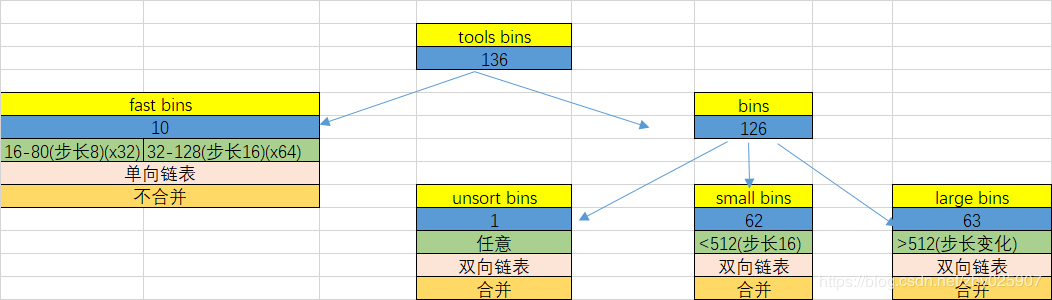 tools bins
136
fast bins
bins
10
126
16-80(步长8)(x32) 32-128(步长16)(x64)
单向链表
不合并
unsort bins
small bins
large bins
1
62
63
任意
<512(步长16)
>512(步长变化)
双向链表
双向链表
双向链表
合并
合并
合并